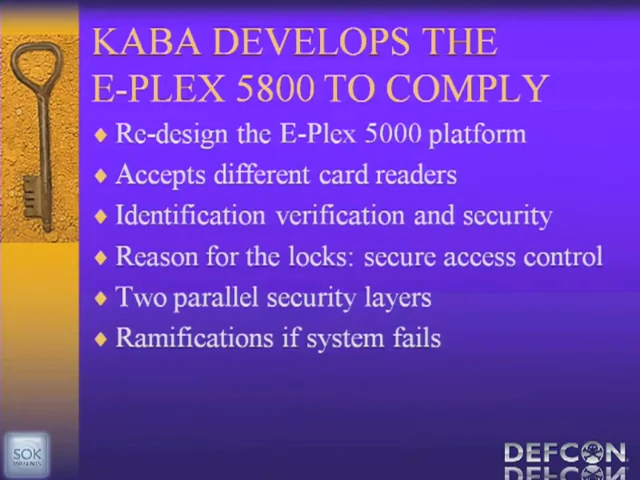 KABA DEVELOPS THE
E-PLEX 5800 TO COMPLY
Re-design the E-Plex 5000 platform
Accepts different card readers
Identification verification and security
Reason for the locks: secure access control
Two parallel security layers
Ramifications if system fails
SOK
DEFCON